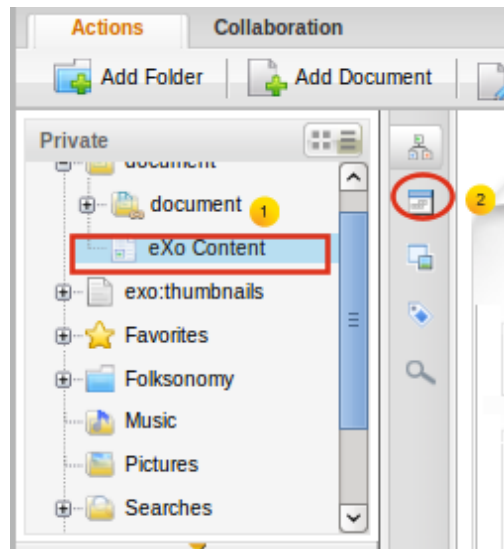 Actions Collaboration
Add Folder Add Document
Private
document
document 1
2
eXo Content
exo:thumbnails
Favorites
Folksonomy
Music
Pictures
Searches